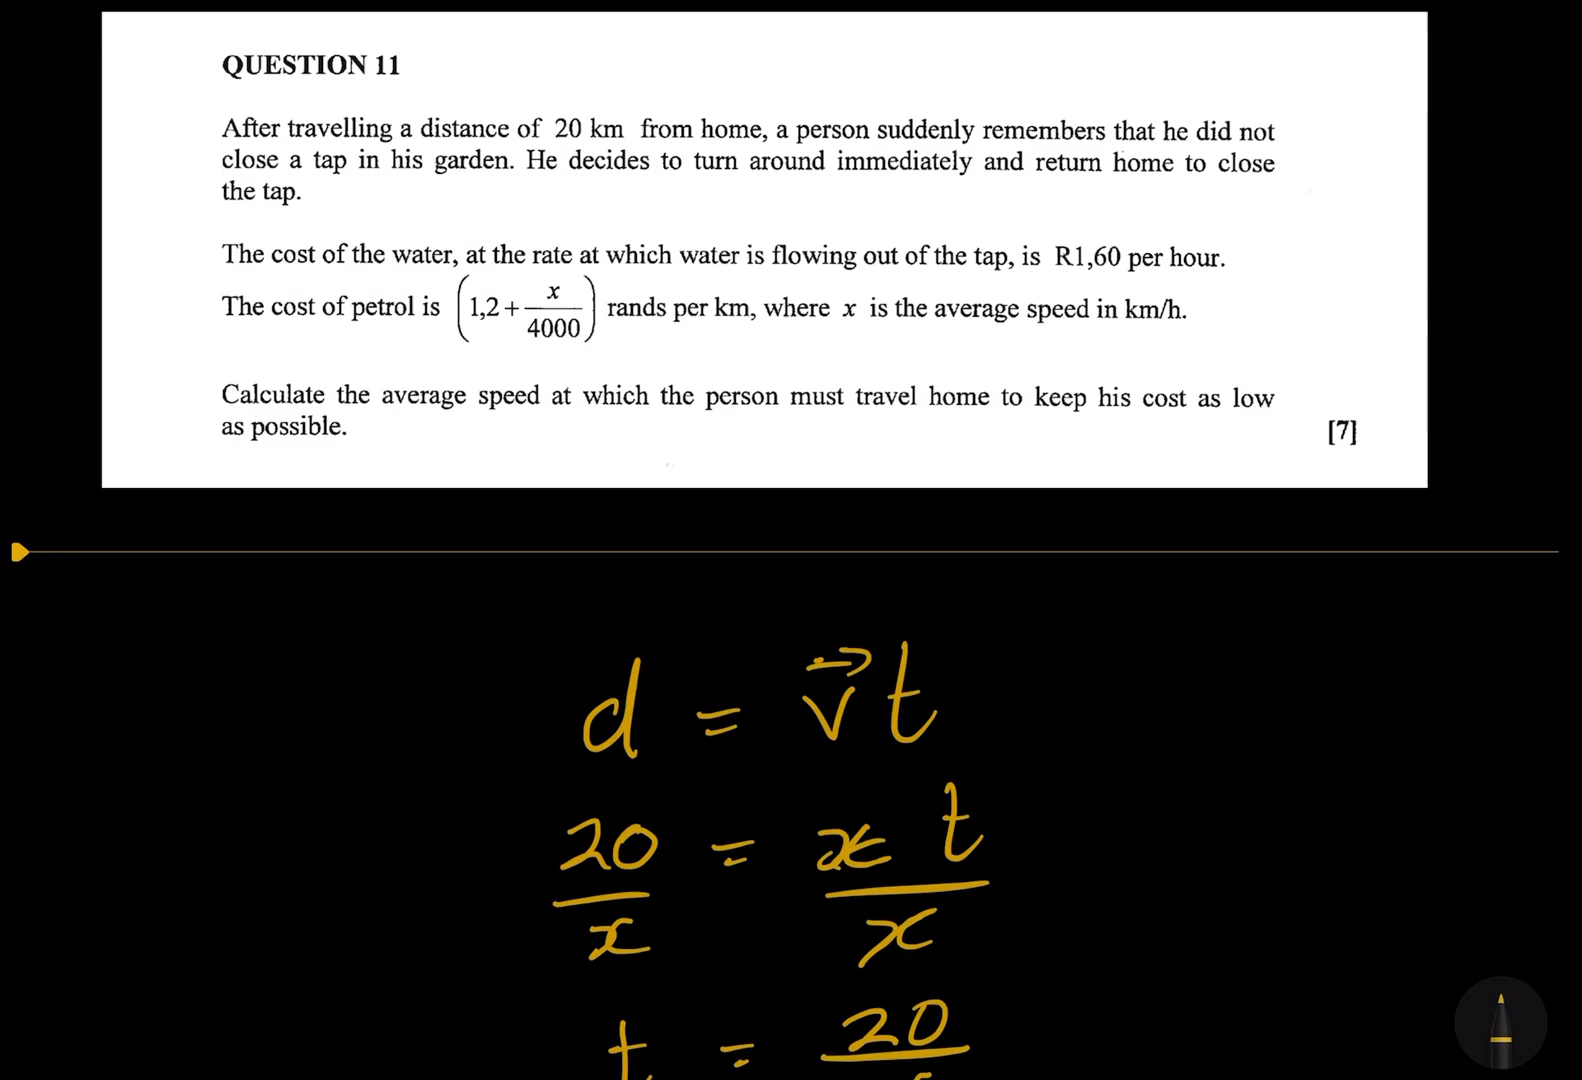 QUESTION 11
After travelling a distance of 20 km from home, a person suddenly remembers that he did not
close a tap in his garden. He decides to turn around immediately and return home to close
the tap.
The cost of the water, at the rate at which water is flowing out of the tap, is R1,60 per hour.
The cost of petrol is (1,2 + x/4000) rands per km, where x is the average speed in km/h.
Calculate the average speed at which the person must travel home to keep his cost as low
as possible.
[7]
d = v⃗ t
20/x = x t/x
t = 20